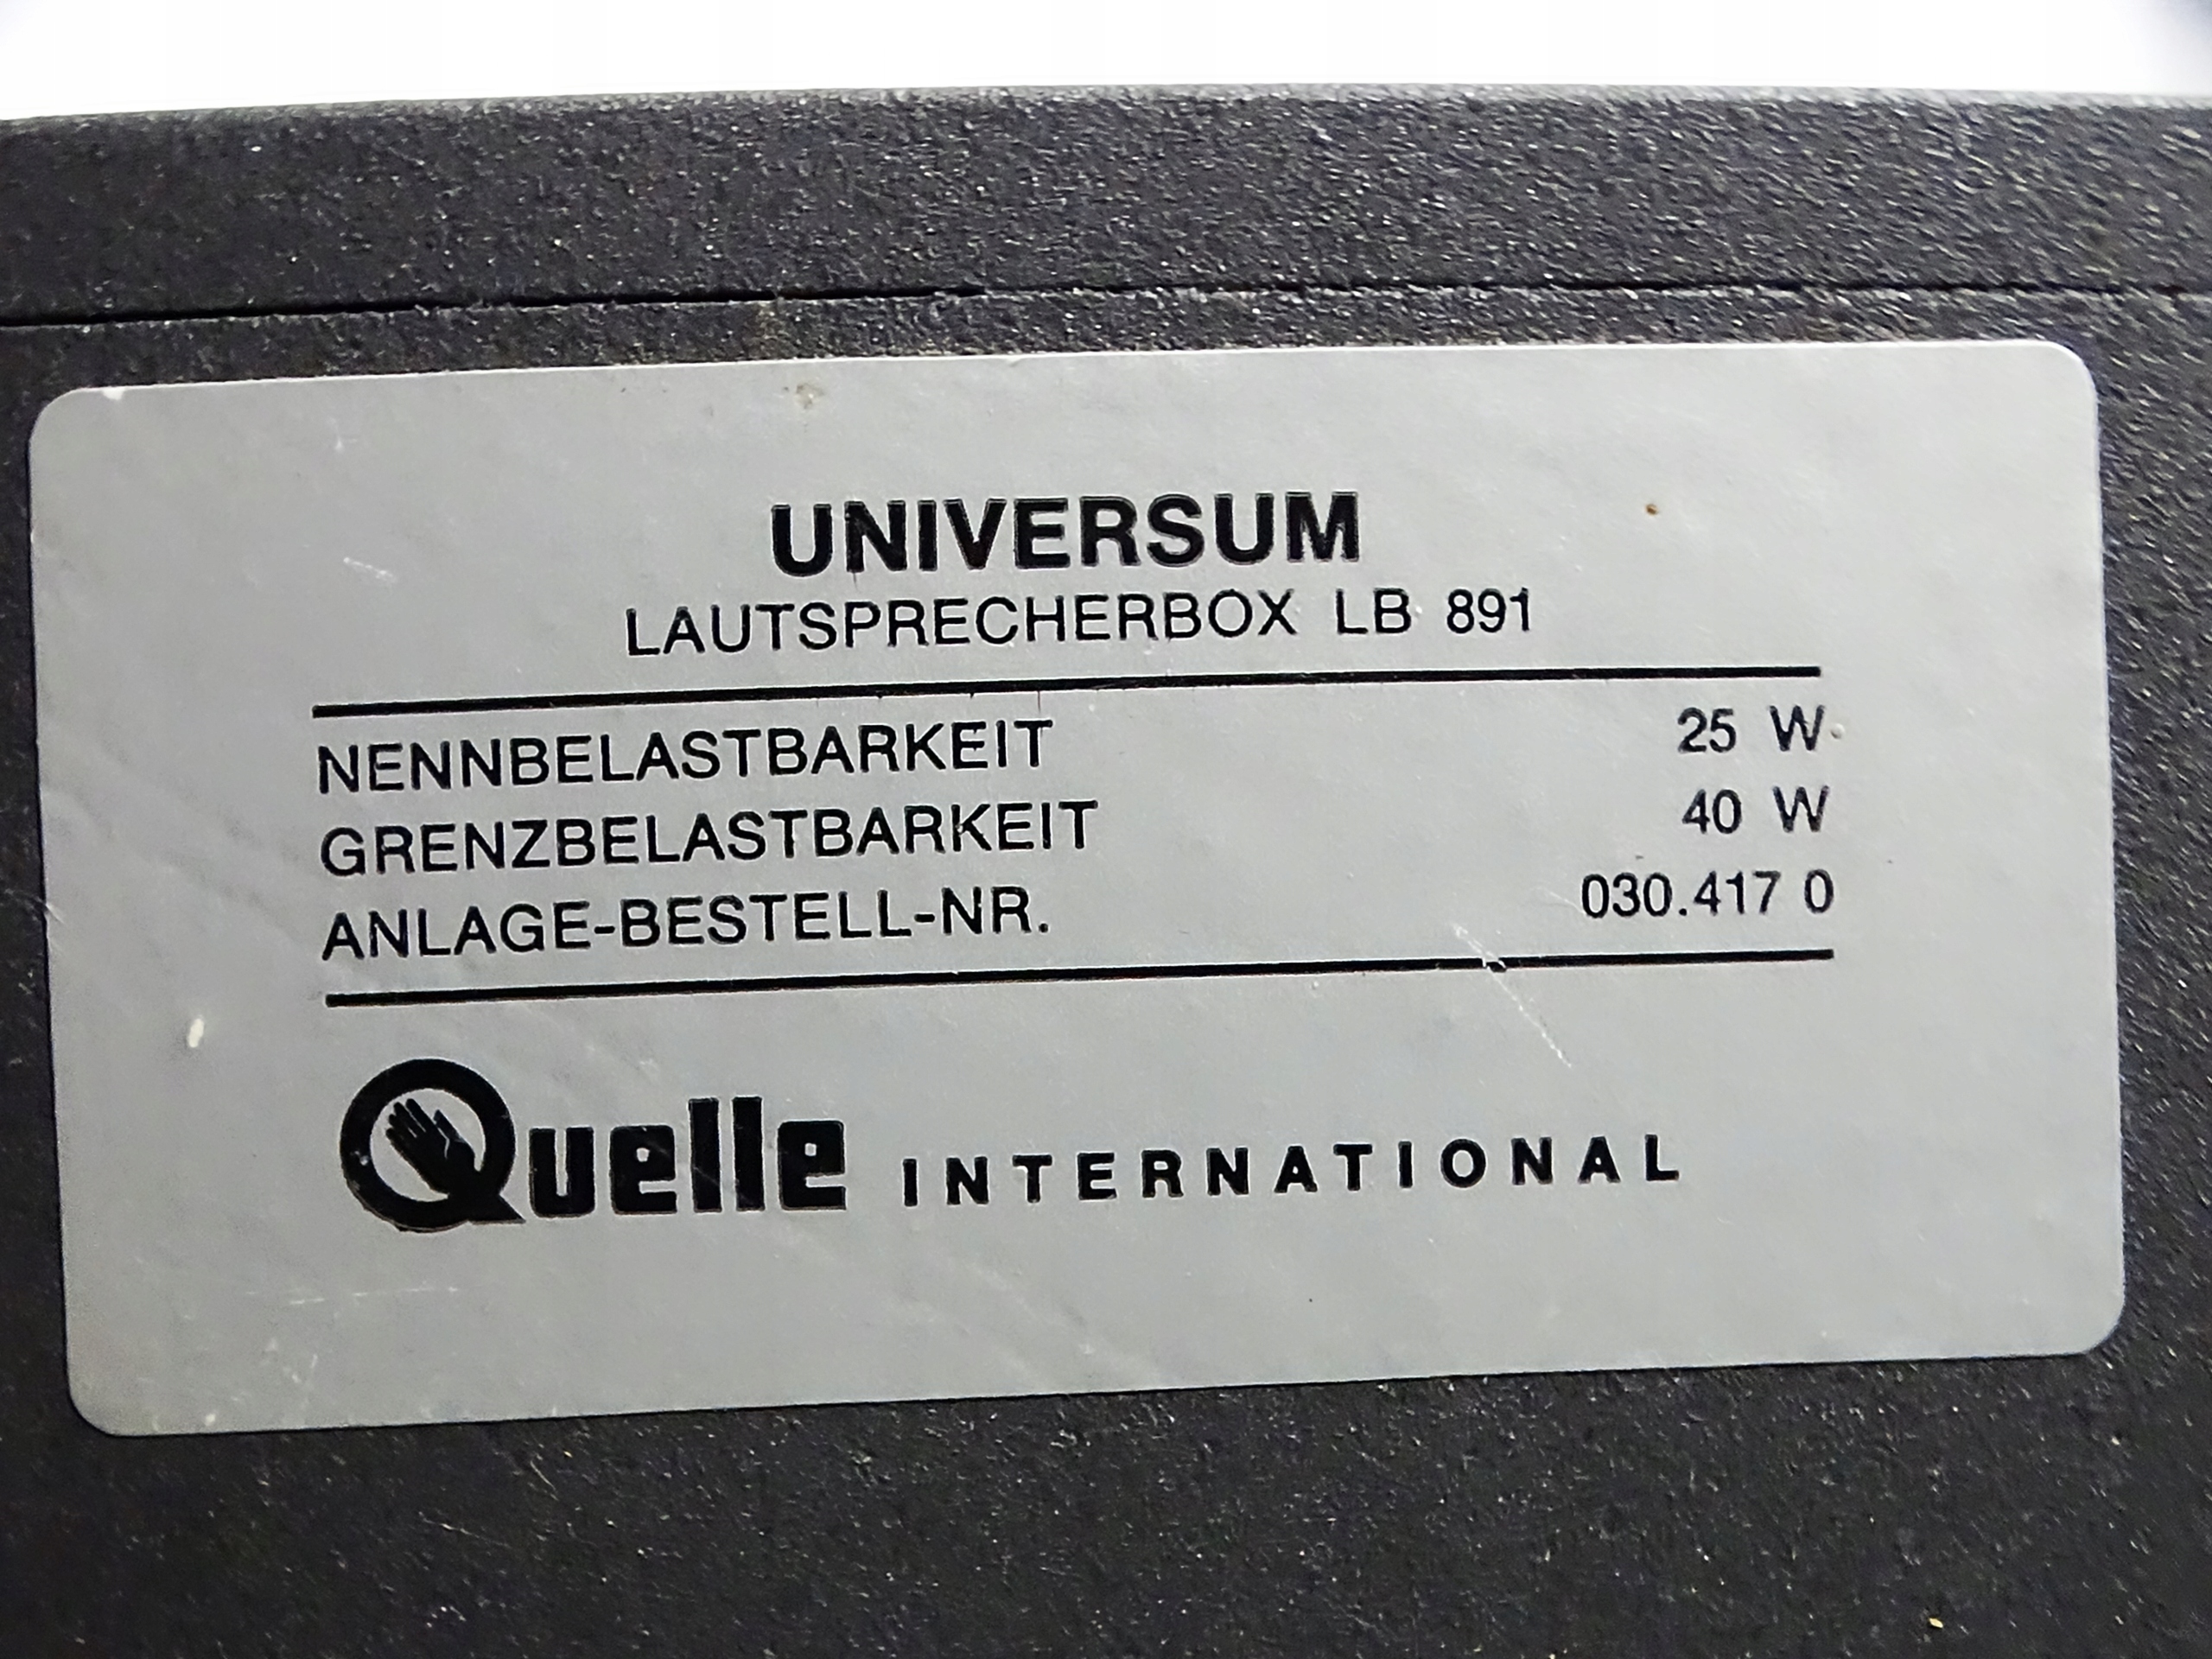 UNIVERSUM
LAUTSPRECHERBOX LB 891
NENNBELASTBARKEIT 25 W
GRENZBELASTBARKEIT 40 W
ANLAGE-BESTELL-NR. 030.417 0
Quelle INTERNATIONAL